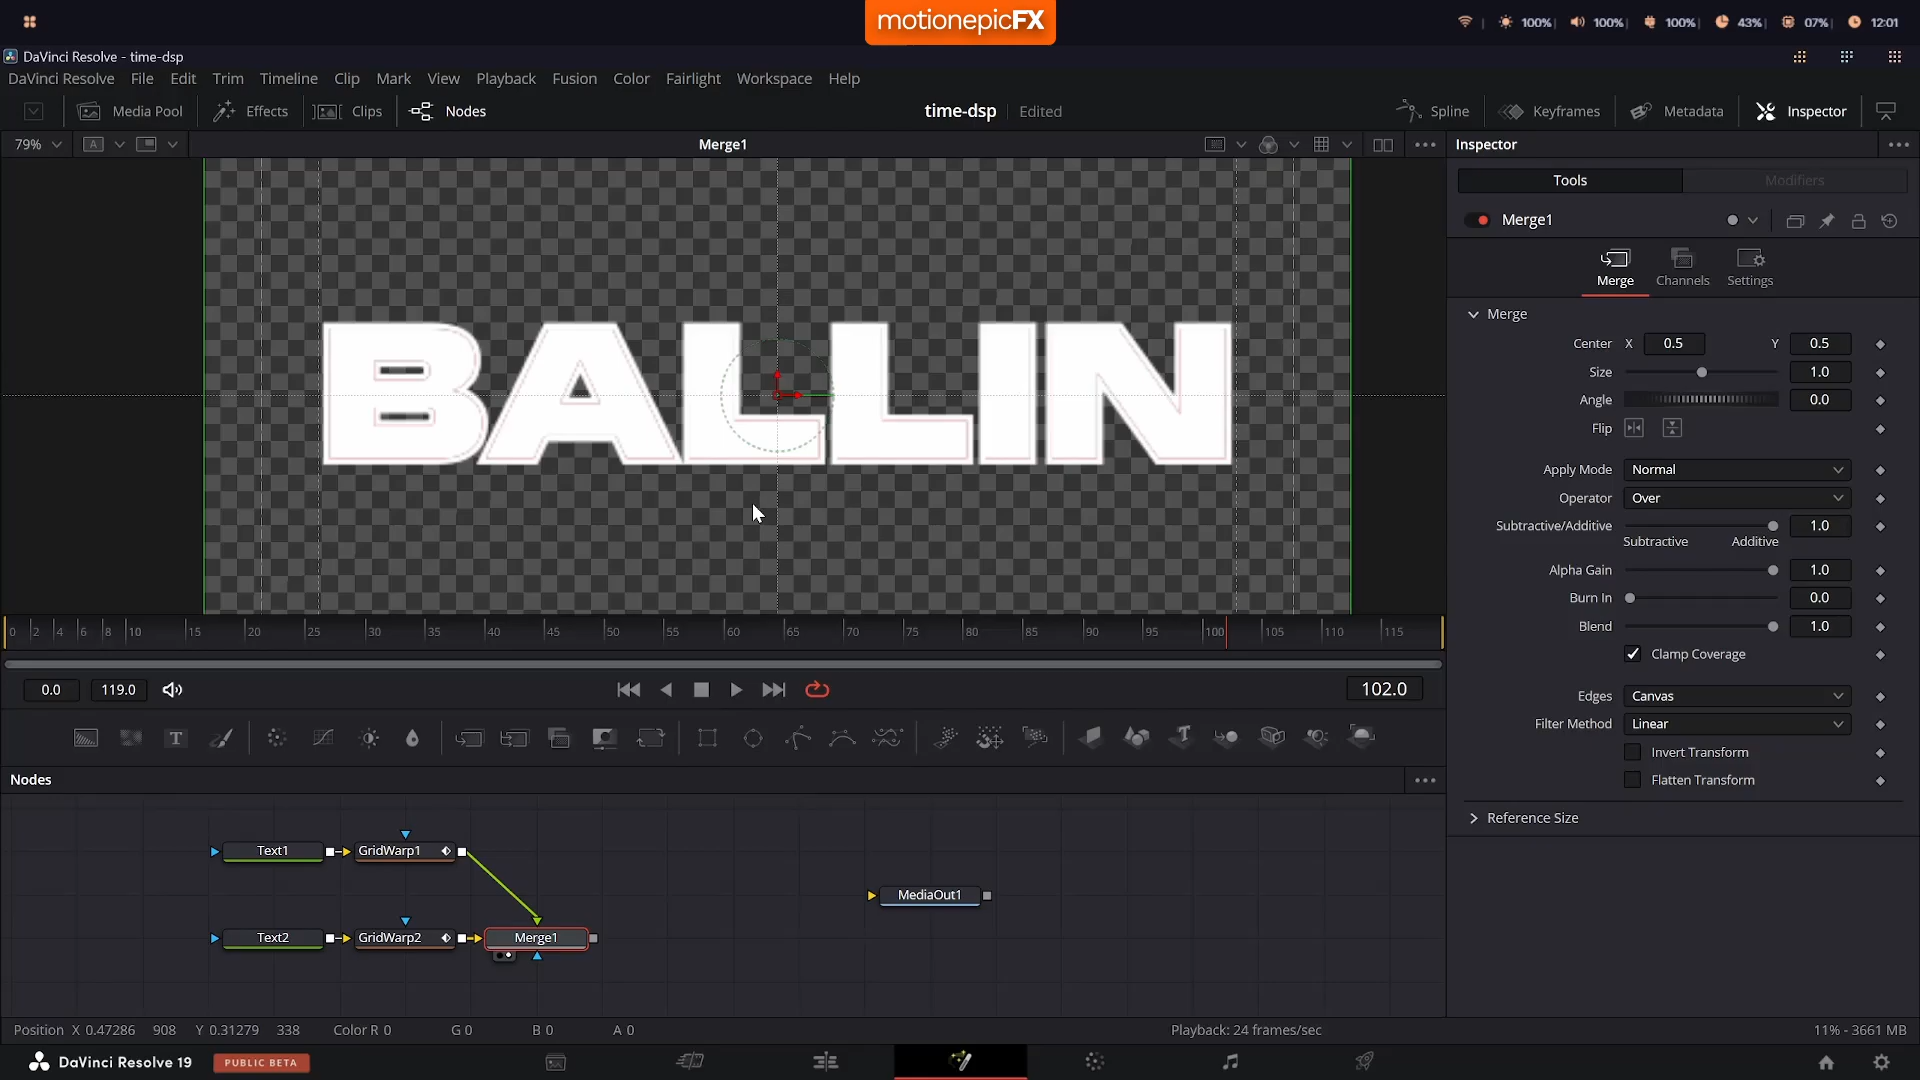 motionepicFX
100%
100%
100%
43%
07%
12:01
DaVinci Resolve - time-dsp
DaVinci Resolve File Edit Trim Timeline Clip Mark View Playback Fusion Color Fairlight Workspace Help
Media Pool Effects Clips Nodes
time-dsp Edited
Spline Keyframes Metadata Inspector
79% A
Merge1
Inspector
Tools Modifiers
Merge1
Merge Channels Settings
Merge
Center X 0.5 Y 0.5
Size 1.0
Angle 0.0
Flip
Apply Mode Normal
Operator Over
Subtractive/Additive 1.0
Subtractive Additive
Alpha Gain 1.0
Burn In 0.0
Blend 1.0
Clamp Coverage
Edges Canvas
Filter Method Linear
Invert Transform
Flatten Transform
Reference Size
BALLIN
0 2 4 6 8 10 15 20 25 30 35 40 45 50 55 60 65 70 75 80 85 90 95 100 105 110 115
0.0 119.0 102.0
T T
Nodes
Text1 GridWarp1
MediaOut1
Text2 GridWarp2 Merge1
Position X 0.47286 908 Y 0.31279 338 Color R 0 G 0 B 0 A 0
Playback: 24 frames/sec
11% - 3661 MB
DaVinci Resolve 19 PUBLIC BETA